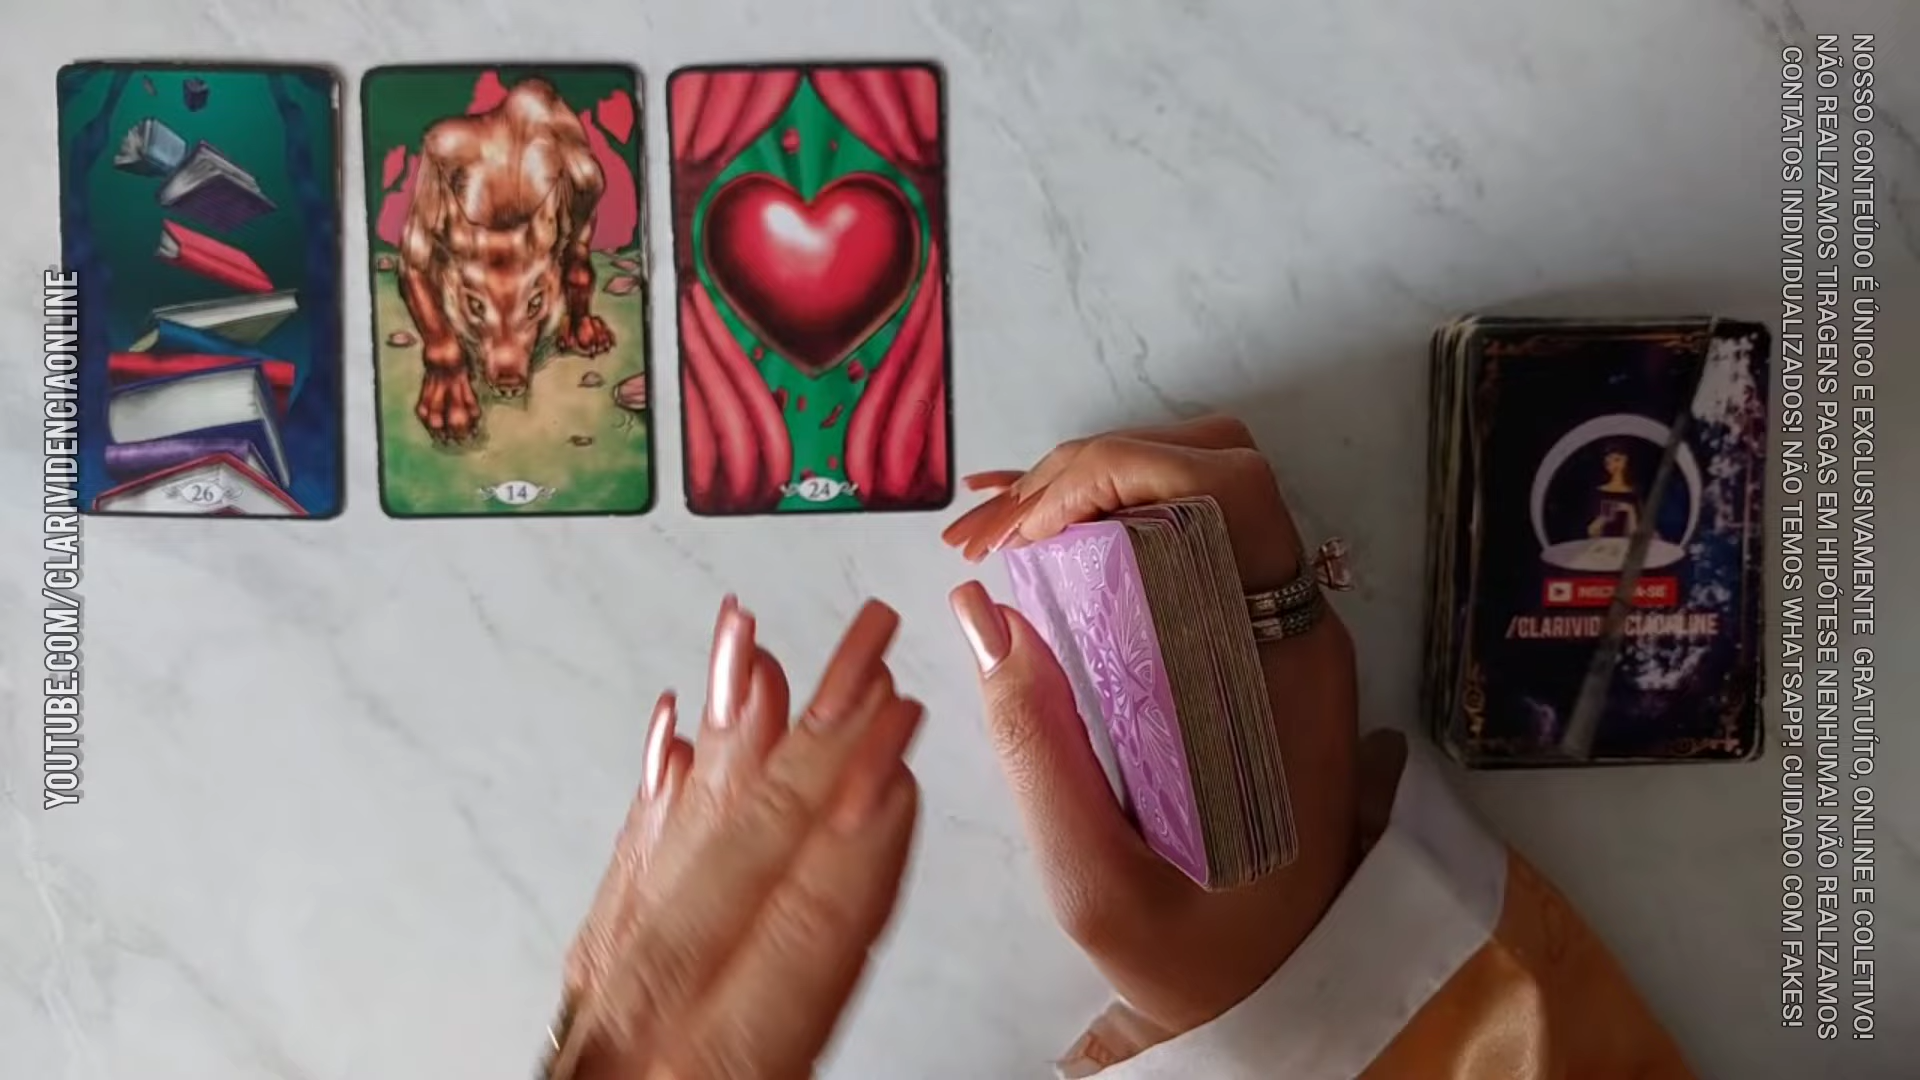 YOUTUBE.COM/CLARIVIDENCIAONLINE
26
14
24
NOSSO CONTEÚDO É ÚNICO E EXCLUSIVAMENTE GRATUÍTO, ONLINE E COLETIVO!
NÃO REALIZAMOS TIRAGENS PAGAS EM HIPÓTESE NENHUMA! NÃO REALIZAMOS
CONTATOS INDIVIDUALIZADOS! NÃO TEMOS WHATSAPP! CUIDADO COM FAKES!